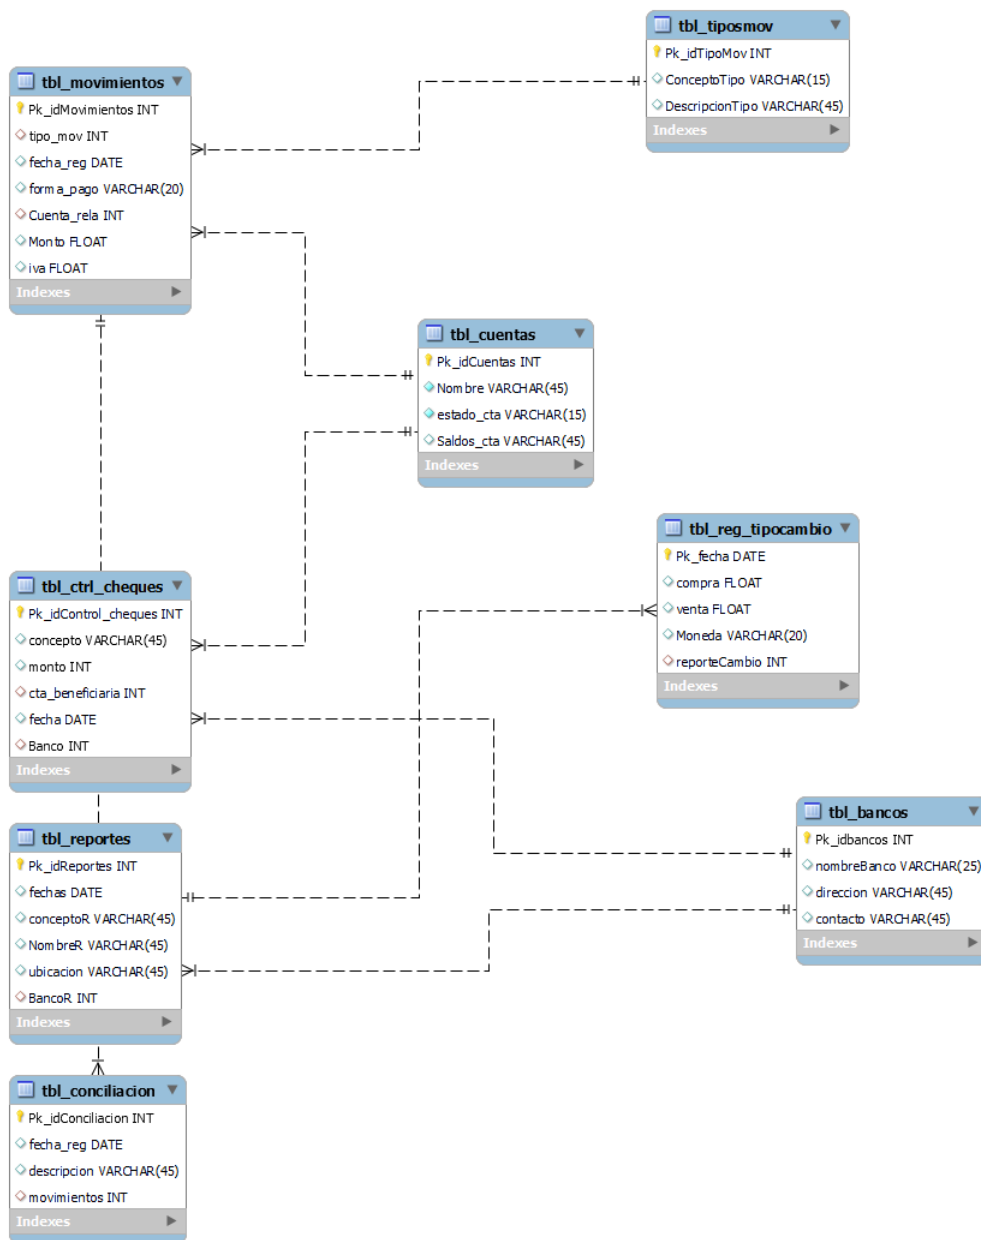 tbl_tiposmov
Pk_idTipoMov INT
ConceptoTipo VARCHAR(15)
DescripcionTipo VARCHAR(45)
Indexes
tbl_movimientos
Pk_idMovimientos INT
tipo_mov INT
fecha_reg DATE
forma_pago VARCHAR(20)
Cuenta_rela INT
Monto FLOAT
iva FLOAT
Indexes
tbl_cuentas
Pk_idCuentas INT
Nombre VARCHAR(45)
estado_cta VARCHAR(15)
Saldos_cta VARCHAR(45)
Indexes
tbl_reg_tipocambio
Pk_fecha DATE
compra FLOAT
venta FLOAT
Moneda VARCHAR(20)
reporteCambio INT
Indexes
tbl_ctrl_cheques
Pk_idControl_cheques INT
concepto VARCHAR(45)
monto INT
cta_beneficiaria INT
fecha DATE
Banco INT
Indexes
tbl_bancos
Pk_idbancos INT
nombreBanco VARCHAR(25)
direccion VARCHAR(45)
contacto VARCHAR(45)
Indexes
tbl_reportes
Pk_idReportes INT
fechas DATE
conceptoR VARCHAR(45)
NombreR VARCHAR(45)
ubicacion VARCHAR(45)
BancoR INT
Indexes
tbl_conciliacion
Pk_idConciliacion INT
fecha_reg DATE
descripcion VARCHAR(45)
movimientos INT
Indexes